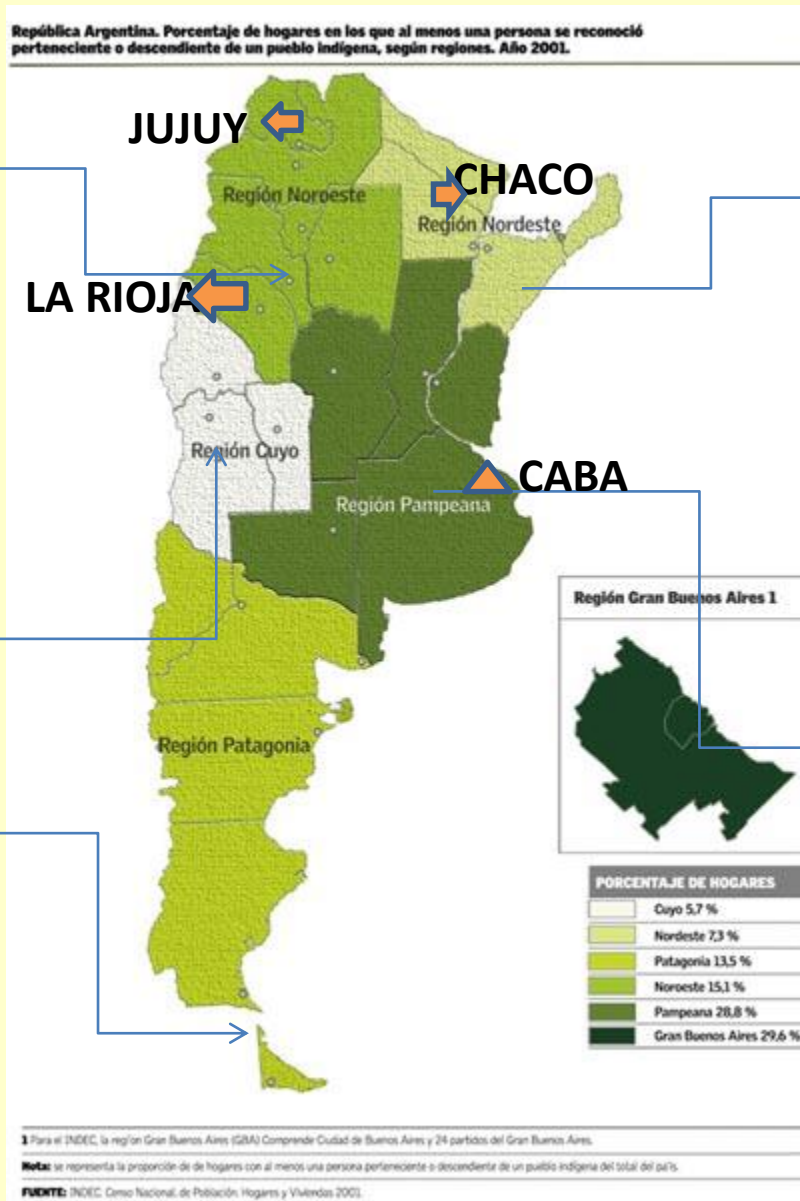 República Argentina. Porcentaje de hogares en los que al menos una persona se reconoció
perteneciente o descendiente de un pueblo indígena, según regiones. Año 2001.
JUJUY
CHACO
Región Noroeste
Región Nordeste
LA RIOJA
Región Cuyo
CABA
Región Pampeana
Región Gran Buenos Aires 1
Región Patagonia
PORCENTAJE DE HOGARES
Cuyo 5,7 %
Nordeste 7,3 %
Patagonia 13,5 %
Noroeste 15,1 %
Pampeana 28,8 %
Gran Buenos Aires 29,6 %
1 Para el INDEC, la region Gran Buenos Aires (GBA) Comprende Ciudad de Buenos Aires y 24 partidos del Gran Buenos Aires.
Nota: se representa la proporción de de hogares con al menos una persona perteneciente o descendiente de un pueblo indígena del total del país.
FUENTE: INDEC. Censo Nacional de Población, Hogares y Viviendas 2001.